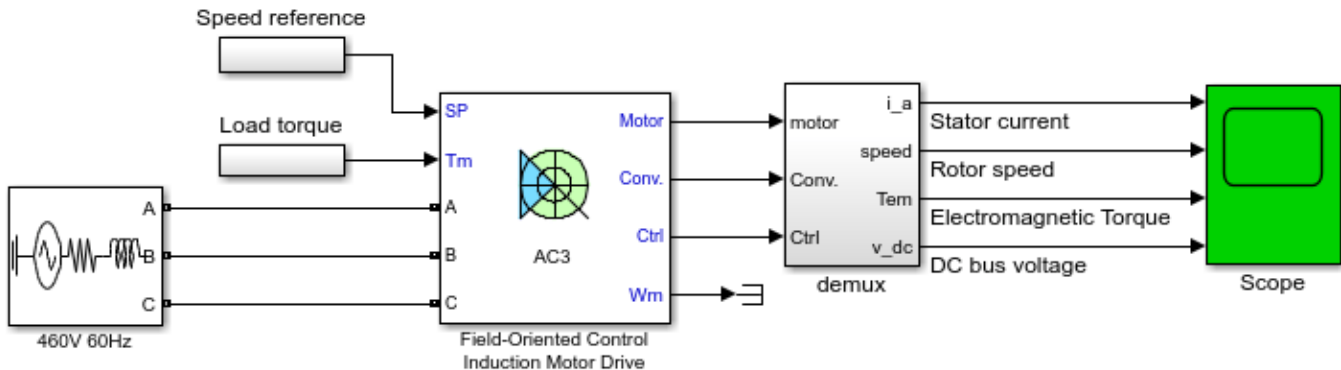 Speed reference
Load torque
A
B
C
460V 60Hz
SP
Tm
A
B
C
Motor
Conv.
Ctrl
Wm
AC3
Field-Oriented Control
Induction Motor Drive
motor
Conv.
Ctrl
i_a
speed
Tem
v_dc
demux
Stator current
Rotor speed
Electromagnetic Torque
DC bus voltage
Scope